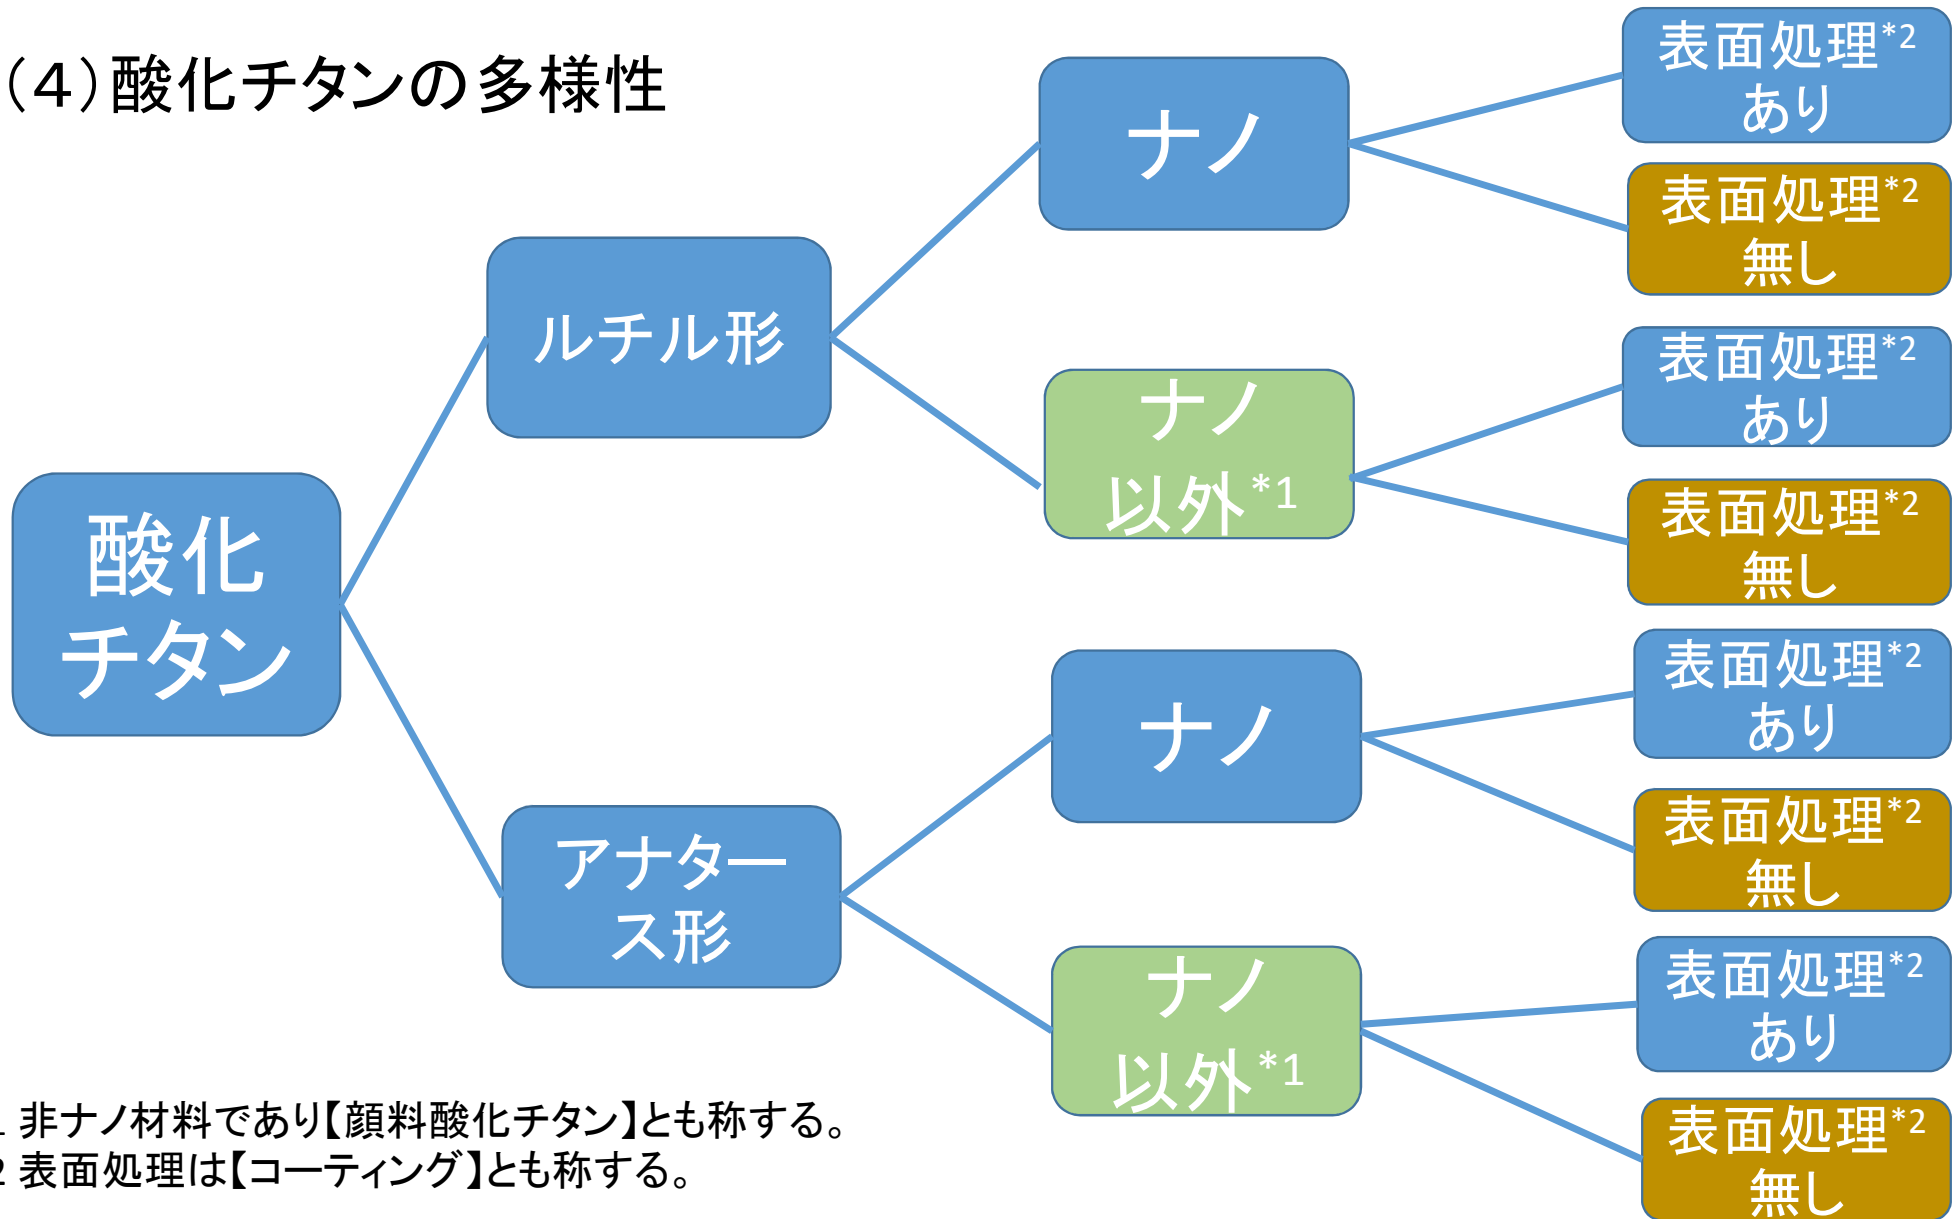 （４）酸化チタンの多様性
酸化
チタン
ルチル形
アナター
ス形
ナノ
ナノ
以外*1
ナノ
ナノ
以外*1
表面処理*2
あり
表面処理*2
無し
表面処理*2
あり
表面処理*2
無し
表面処理*2
あり
表面処理*2
無し
表面処理*2
あり
表面処理*2
無し
1 非ナノ材料であり【顔料酸化チタン】とも称する。
2 表面処理は【コーティング】とも称する。